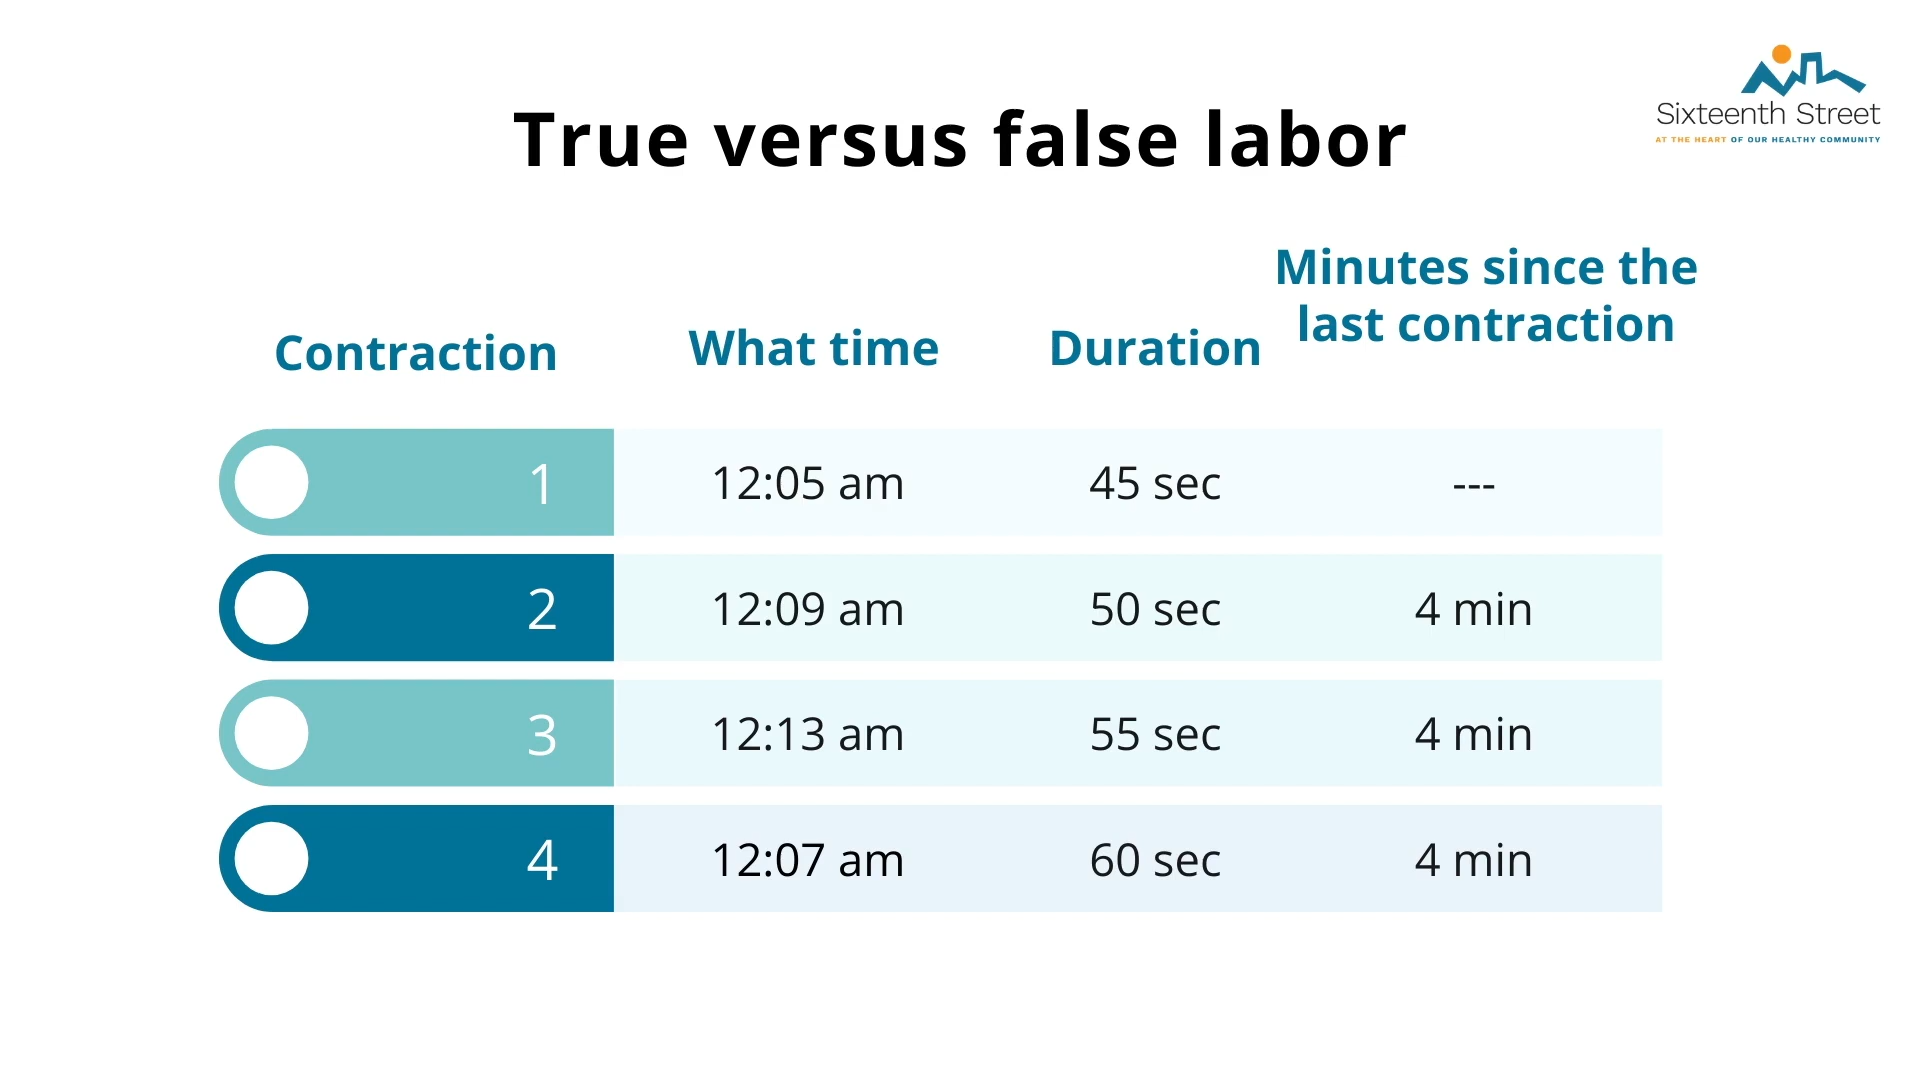 True versus false labor
Sixteenth Street
AT THE HEART OF OUR HEALTHY COMMUNITY
Contraction
What time
Duration
Minutes since the
last contraction
1 12:05 am 45 sec ---
2 12:09 am 50 sec 4 min
3 12:13 am 55 sec 4 min
4 12:07 am 60 sec 4 min